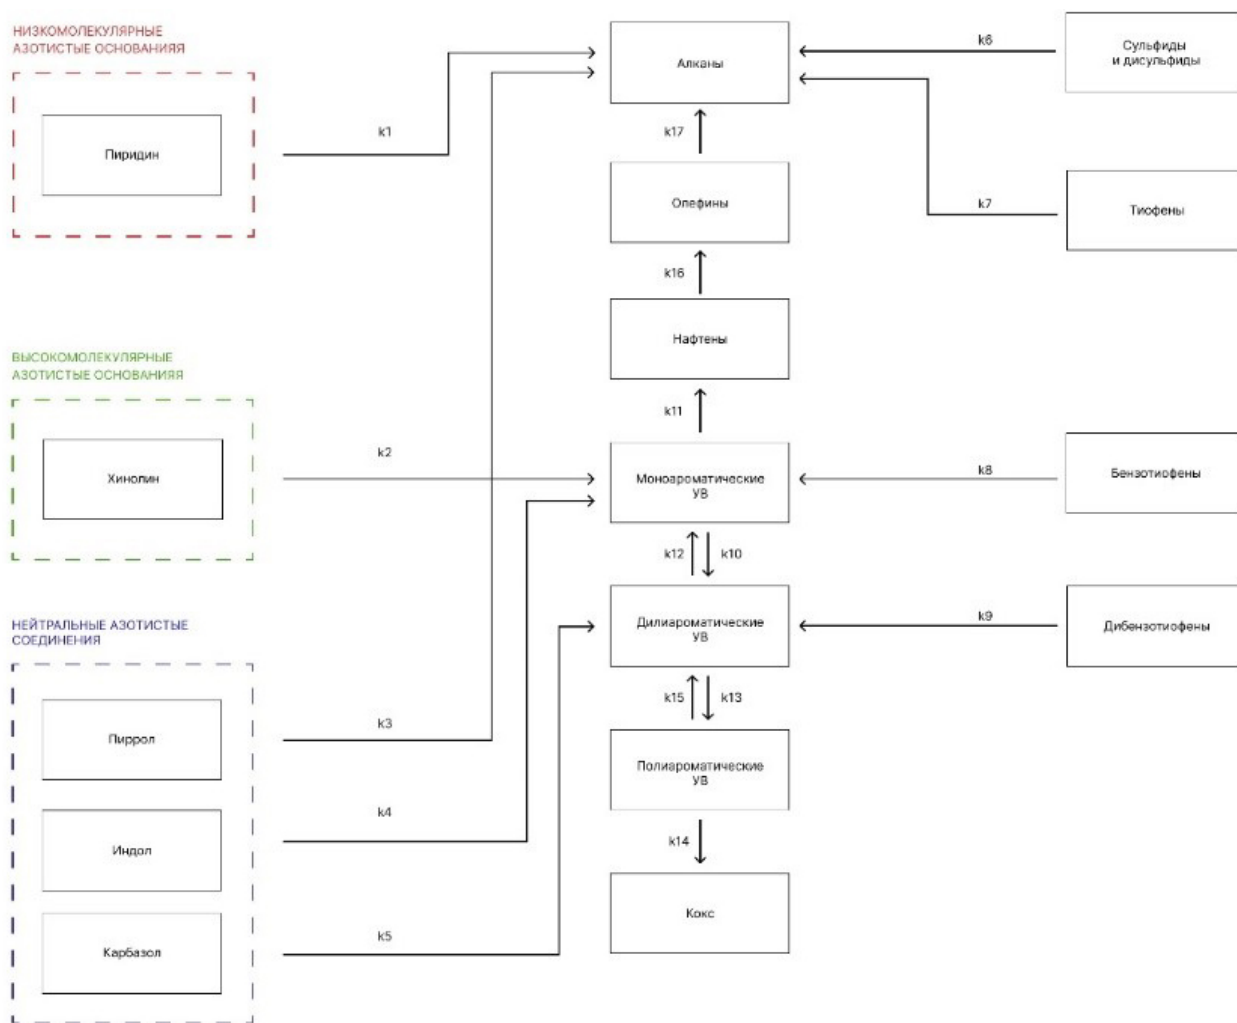 НИЗКОМОЛЕКУЛЯРНЫЕ
АЗОТИСТЫЕ ОСНОВАНИЯЯ
Пиридин
k1
Алканы
k6
Сульфиды
и дисульфиды
k17
Олефины
k7
Тиофены
k16
Нафтены
ВЫСОКОМОЛЕКУЛЯРНЫЕ
АЗОТИСТЫЕ ОСНОВАНИЯЯ
k11
Хинолин
k2
Моноароматические
УВ
k8
Бензотиофены
k12
k10
НЕЙТРАЛЬНЫЕ АЗОТИСТЫЕ
СОЕДИНЕНИЯ
Дилиароматические
УВ
k9
Дибензотиофены
k15
k13
Пиррол
k3
Полиароматические
УВ
Индол
k4
k14
Кокс
Карбазол
k5